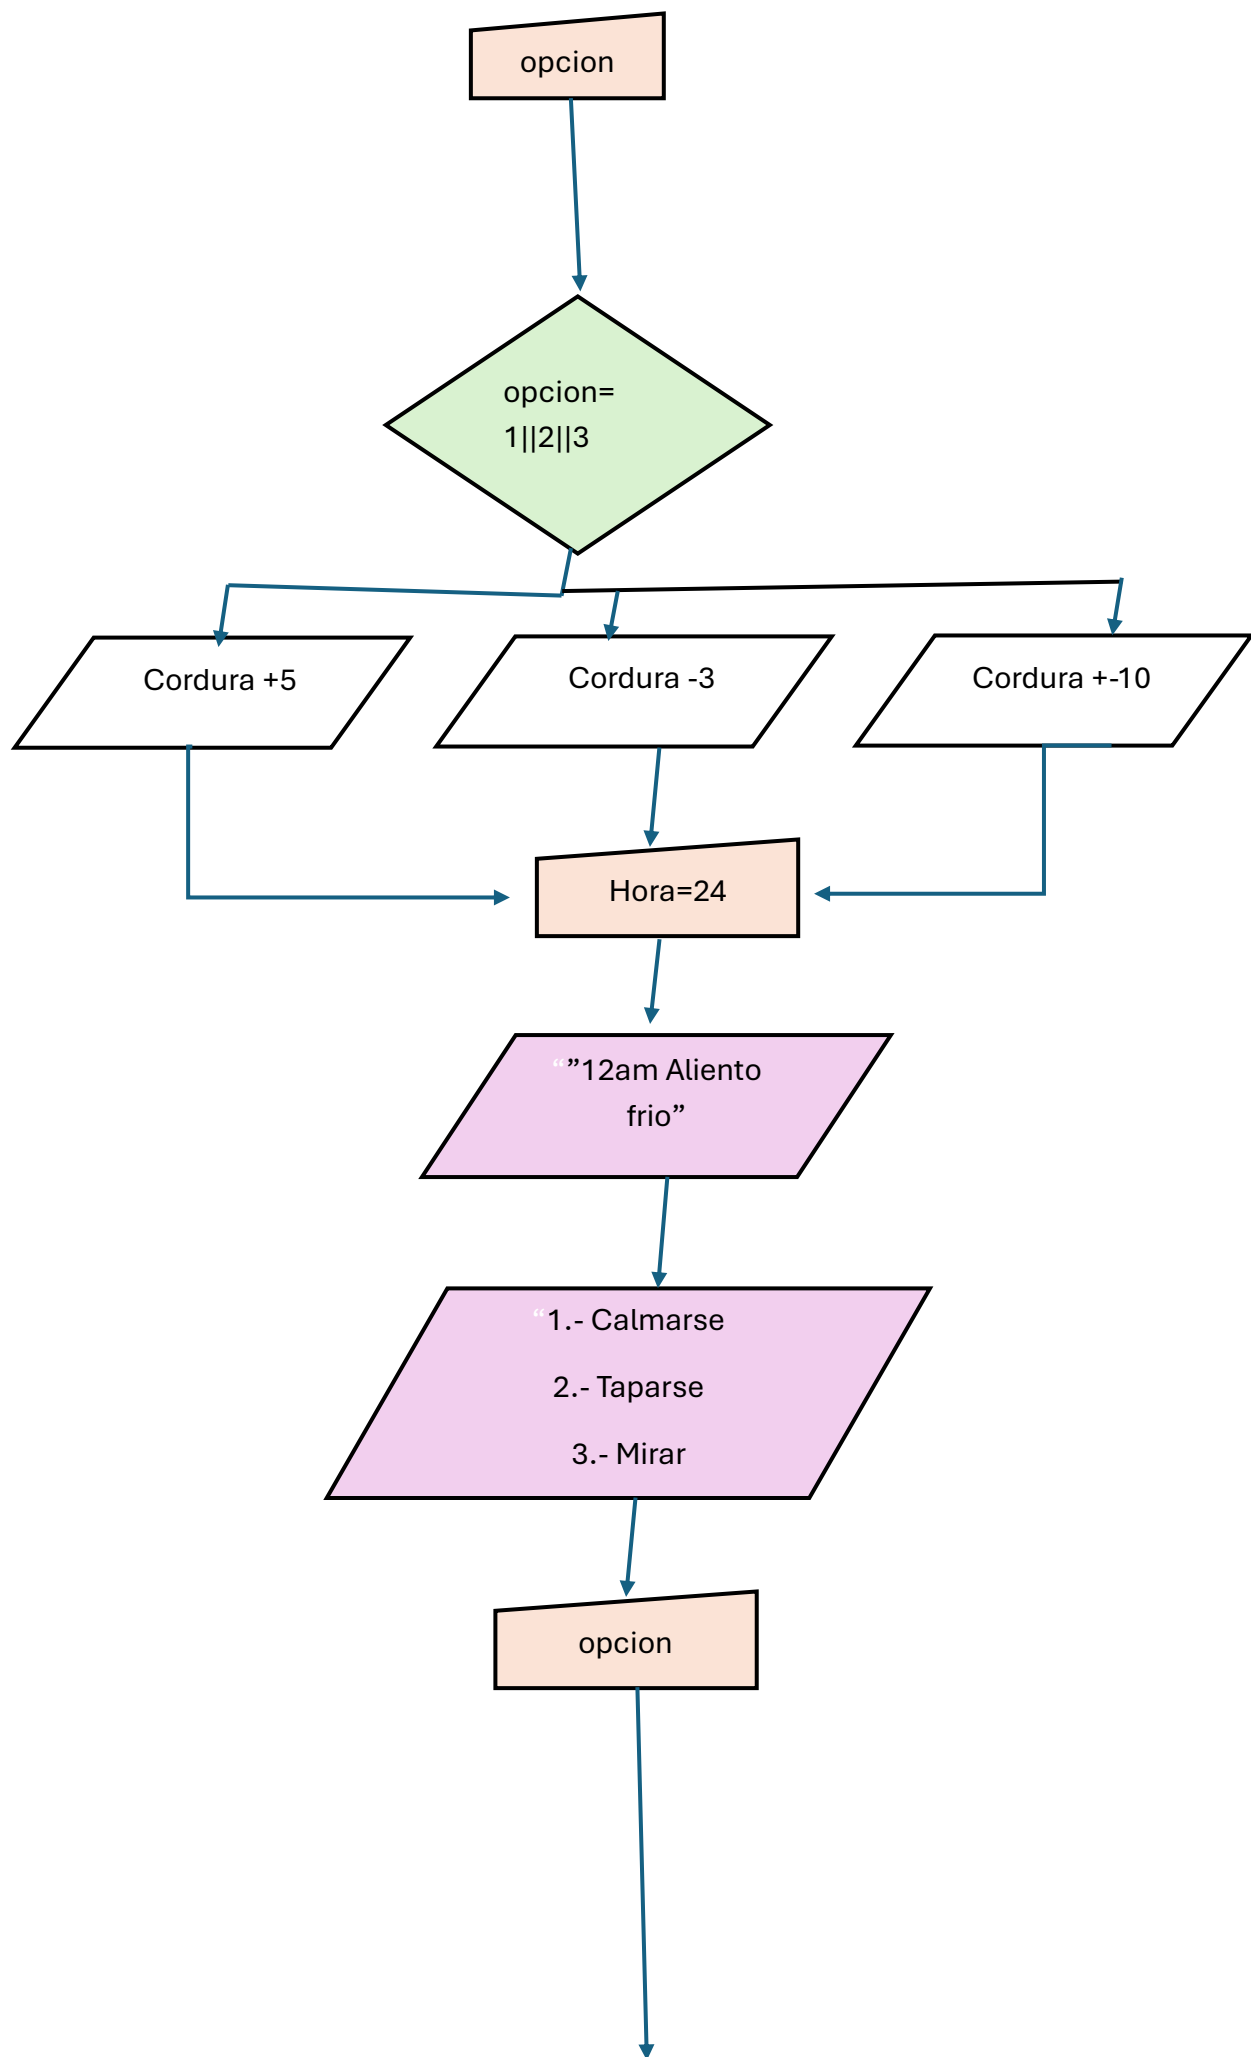 opcion
opcion=
1||2||3
Cordura +5
Cordura -3
Cordura +-10
Hora=24
“”12am Aliento
frio”
“1.- Calmarse
2.- Taparse
3.- Mirar
opcion